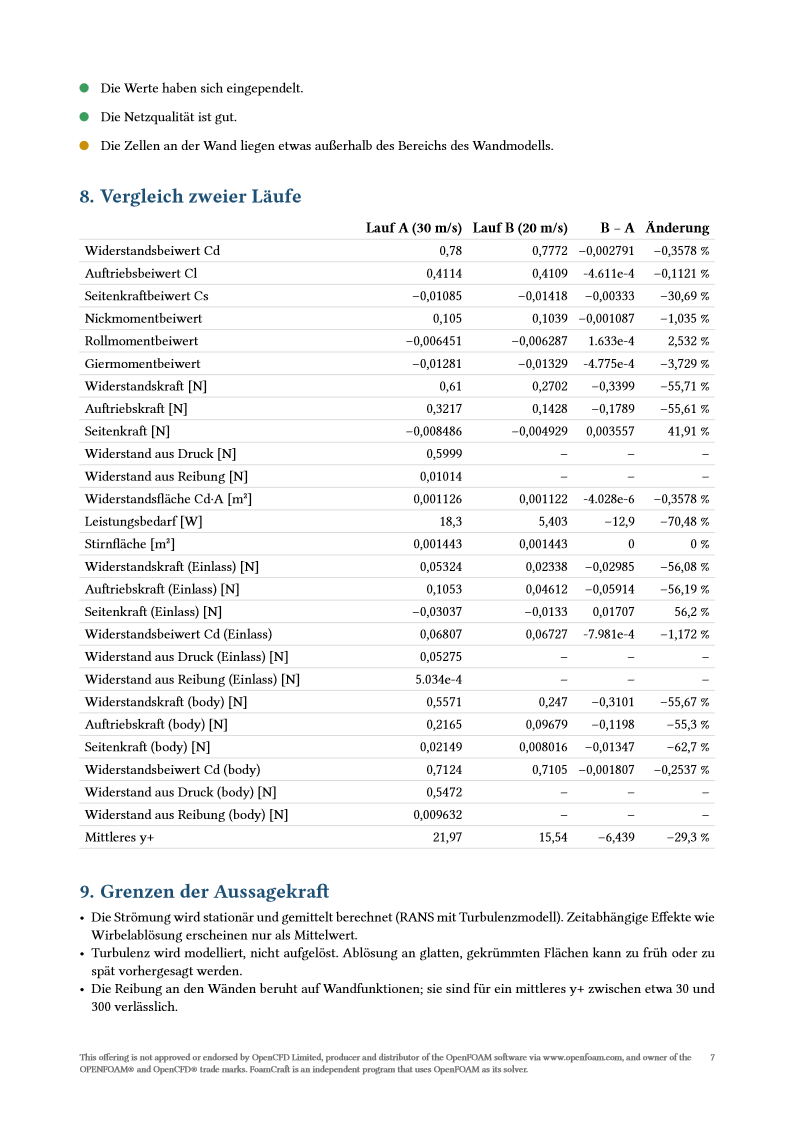 Die Werte haben sich eingependelt.
Die Netzqualität ist gut.
Die Zellen an der Wand liegen etwas außerhalb des Bereichs des Wandmodells.
8. Vergleich zweier Läufe
Lauf A (30 m/s) Lauf B (20 m/s) B – A Änderung
Widerstandsbeiwert Cd 0,78 0,7772 −0,002791 −0,3578 %
Auftriebsbeiwert Cl 0,4114 0,4109 -4.611e-4 −0,1121 %
Seitenkraftbeiwert Cs −0,01085 −0,01418 −0,00333 −30,69 %
Nickmomentbeiwert 0,105 0,1039 −0,001087 −1,035 %
Rollmomentbeiwert −0,006451 −0,006287 1.633e-4 2,532 %
Giermomentbeiwert −0,01281 −0,01329 -4.775e-4 −3,729 %
Widerstandskraft [N] 0,61 0,2702 −0,3399 −55,71 %
Auftriebskraft [N] 0,3217 0,1428 −0,1789 −55,61 %
Seitenkraft [N] −0,008486 −0,004929 0,003557 41,91 %
Widerstand aus Druck [N] 0,5999 – – –
Widerstand aus Reibung [N] 0,01014 – – –
Widerstandsfläche Cd·A [m²] 0,001126 0,001122 -4.028e-6 −0,3578 %
Leistungsbedarf [W] 18,3 5,403 −12,9 −70,48 %
Stirnfläche [m²] 0,001443 0,001443 0 0 %
Widerstandskraft (Einlass) [N] 0,05324 0,02338 −0,02985 −56,08 %
Auftriebskraft (Einlass) [N] 0,1053 0,04612 −0,05914 −56,19 %
Seitenkraft (Einlass) [N] −0,03037 −0,0133 0,01707 56,2 %
Widerstandsbeiwert Cd (Einlass) 0,06807 0,06727 -7.981e-4 −1,172 %
Widerstand aus Druck (Einlass) [N] 0,05275 – – –
Widerstand aus Reibung (Einlass) [N] 5.034e-4 – – –
Widerstandskraft (body) [N] 0,5571 0,247 −0,3101 −55,67 %
Auftriebskraft (body) [N] 0,2165 0,09679 −0,1198 −55,3 %
Seitenkraft (body) [N] 0,02149 0,008016 −0,01347 −62,7 %
Widerstandsbeiwert Cd (body) 0,7124 0,7105 −0,001807 −0,2537 %
Widerstand aus Druck (body) [N] 0,5472 – – –
Widerstand aus Reibung (body) [N] 0,009632 – – –
Mittleres y+ 21,97 15,54 −6,439 −29,3 %
9. Grenzen der Aussagekraft
• Die Strömung wird stationär und gemittelt berechnet (RANS mit Turbulenzmodell). Zeitabhängige Effekte wie
Wirbelablösung erscheinen nur als Mittelwert.
• Turbulenz wird modelliert, nicht aufgelöst. Ablösung an glatten, gekrümmten Flächen kann zu früh oder zu
spät vorhergesagt werden.
• Die Reibung an den Wänden beruht auf Wandfunktionen; sie sind für ein mittleres y+ zwischen etwa 30 und
300 verlässlich.
This offering is not approved or endorsed by OpenCFD Limited, producer and distributor of the OpenFOAM software via www.openfoam.com, and owner of the 7
OPENFOAM® and OpenCFD® trade marks. FoamCraft is an independent program that uses OpenFOAM as its solver.